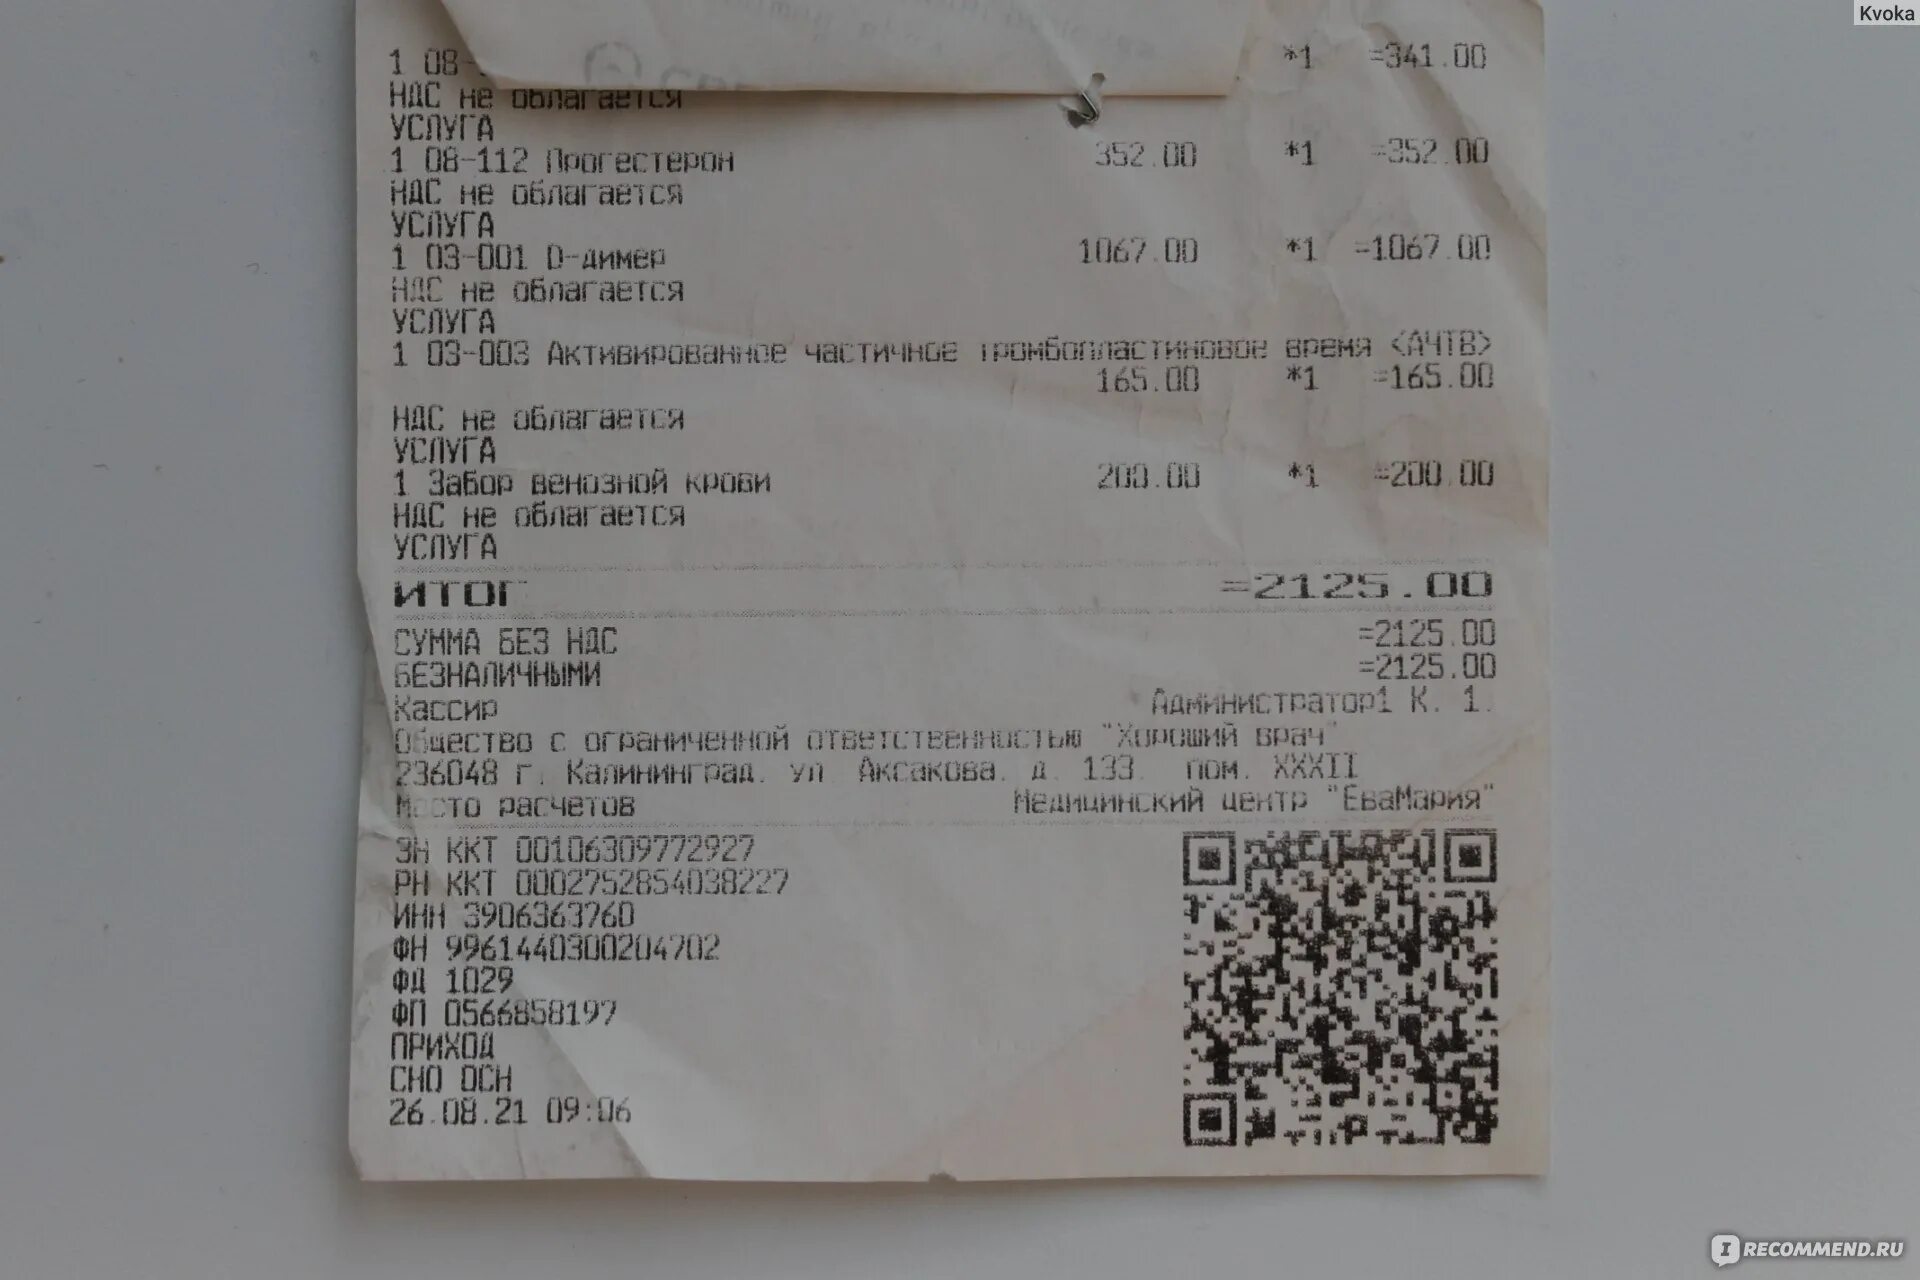 Kvoka
1 08- *1 =341.00
НДС не облагается
УСЛУГА
1 08-112 Прогестерон 352.00 *1 =352.00
НДС не облагается
УСЛУГА
1 03-001 D-димер 1067.00 *1 =1067.00
НДС не облагается
УСЛУГА
1 03-003 Активированное частичное тромбопластиновое время <АЧТВ>
165.00 *1 =165.00
НДС не облагается
УСЛУГА
1 Забор венозной крови 200.00 *1 =200.00
НДС не облагается
УСЛУГА
ИТОГ =2125.00
СУММА БЕЗ НДС =2125.00
БЕЗНАЛИЧНЫМИ =2125.00
Кассир Администратор1 К. 1.
Общество с ограниченной ответственностью "Хороший врач"
236048 г. Калининград. ул. Аксакова. д. 133. пом. XXXII
Место расчетов Медицинский центр "ЕваМария"
ЗН ККТ 00106309772927
РН ККТ 0002752854038227
ИНН 3906363760
ФН 9961440300204702
ФД 1029
ФП 0566858197
ПРИХОД
СНО ОСН
26.08.21 09:06
IRECOMMEND.RU